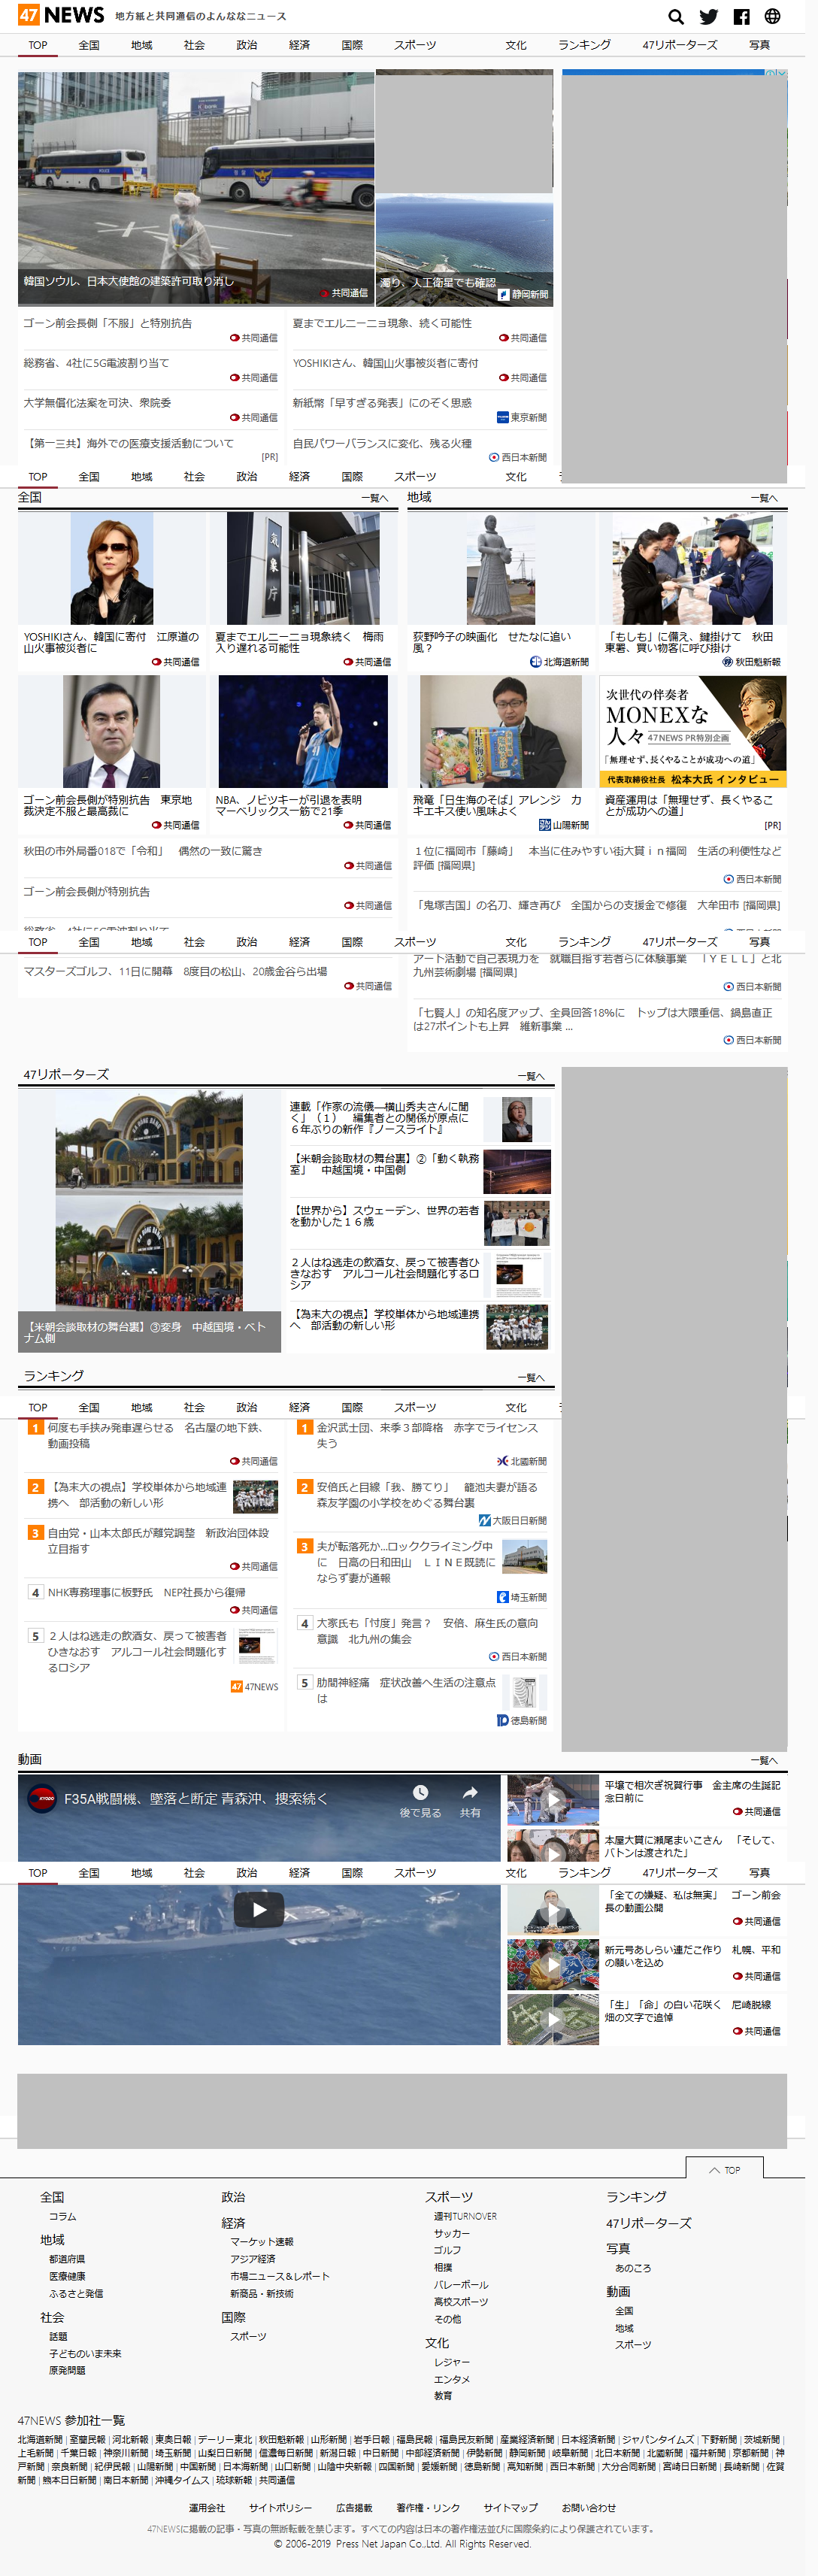 47 NEWS 地方紙と共同通信のよんななニュース
TOP 全国 地域 社会 政治 経済 国際 スポーツ 文化 ランキング 47リポーターズ 写真
韓国ソウル、日本大使館の建築許可取り消し
共同通信
濁り、人工衛星でも確認
静岡新聞
ゴーン前会長側「不服」と特別抗告
共同通信
総務省、4社に5G電波割り当て
共同通信
大学無償化法案を可決、衆院委
共同通信
【第一三共】海外での医療支援活動について
[PR]
夏までエルニーニョ現象、続く可能性
共同通信
YOSHIKIさん、韓国山火事被災者に寄付
共同通信
新紙幣「早すぎる発表」にのぞく思惑
東京新聞
自民パワーバランスに変化、残る火種
西日本新聞
TOP 全国 地域 社会 政治 経済 国際 スポーツ 文化
全国 一覧へ
YOSHIKIさん、韓国に寄付　江原道の
山火事被災者に
共同通信
夏までエルニーニョ現象続く　梅雨
入り遅れる可能性
共同通信
ゴーン前会長側が特別抗告　東京地
裁決定不服と最高裁に
共同通信
NBA、ノビツキーが引退を表明
マーベリックス一筋で21季
共同通信
秋田の市外局番018で「令和」　偶然の一致に驚き
共同通信
ゴーン前会長側が特別抗告
共同通信
地域 一覧へ
荻野吟子の映画化　せたなに追い
風？
北海道新聞
「もしも」に備え、鍵掛けて　秋田
東署、買い物客に呼び掛け
秋田魁新報
飛竜「日生海のそば」アレンジ　カ
キエキス使い風味よく
山陽新聞
次世代の伴奏者
MONEXな
人々 47NEWS PR特別企画
「無理せず、長くやることが成功への道」
代表取締役社長 松本大氏 インタビュー
資産運用は「無理せず、長くやるこ
とが成功への道」
[PR]
１位に福岡市「藤崎」　本当に住みやすい街大賞ｉｎ福岡　生活の利便性など
評価 [福岡県]
西日本新聞
「鬼塚吉国」の名刀、輝き再び　全国からの支援金で修復　大牟田市 [福岡県]
TOP 全国 地域 社会 政治 経済 国際 スポーツ 文化 ランキング 47リポーターズ 写真
マスターズゴルフ、11日に開幕　8度目の松山、20歳金谷ら出場
共同通信
アート活動で自己表現力を　就職目指す若者らに体験事業　「ＹＥＬＬ」と北
九州芸術劇場 [福岡県]
西日本新聞
「七賢人」の知名度アップ、全員回答18%に　トップは大隈重信、鍋島直正
は27ポイントも上昇　維新事業 ...
西日本新聞
47リポーターズ 一覧へ
【米朝会談取材の舞台裏】③変身　中越国境・ベト
ナム側
連載「作家の流儀―横山秀夫さんに聞
く」（１）　編集者との関係が原点に
６年ぶりの新作『ノースライト』
【米朝会談取材の舞台裏】②「動く執務
室」　中越国境・中国側
【世界から】スウェーデン、世界の若者
を動かした１６歳
２人はね逃走の飲酒女、戻って被害者ひ
きなおす　アルコール社会問題化するロ
シア
【為末大の視点】学校単体から地域連携
へ　部活動の新しい形
ランキング 一覧へ
TOP 全国 地域 社会 政治 経済 国際 スポーツ 文化
1 何度も手挟み発車遅らせる　名古屋の地下鉄、
動画投稿
共同通信
2 【為末大の視点】学校単体から地域連
携へ　部活動の新しい形
3 自由党・山本太郎氏が離党調整　新政治団体設
立目指す
共同通信
4 NHK専務理事に板野氏　NEP社長から復帰
共同通信
5 ２人はね逃走の飲酒女、戻って被害者
ひきなおす　アルコール社会問題化す
るロシア
47 47NEWS
1 金沢武士団、来季３部降格　赤字でライセンス
失う
北國新聞
2 安倍氏と目線「我、勝てり」　籠池夫妻が語る
森友学園の小学校をめぐる舞台裏
大阪日日新聞
3 夫が転落死か…ロッククライミング中
に　日高の日和田山　ＬＩＮＥ既読に
ならず妻が通報
埼玉新聞
4 大家氏も「忖度」発言？　安倍、麻生氏の意向
意識　北九州の集会
西日本新聞
5 肋間神経痛　症状改善へ生活の注意点
は
徳島新聞
動画 一覧へ
F35A戦闘機、墜落と断定 青森沖、捜索続く
後で見る 共有
平壌で相次ぎ祝賀行事　金主席の生誕記
念日前に
共同通信
本屋大賞に瀬尾まいこさん　「そして、
バトンは渡された」
TOP 全国 地域 社会 政治 経済 国際 スポーツ 文化 ランキング 47リポーターズ 写真
「全ての嫌疑、私は無実」　ゴーン前会
長の動画公開
共同通信
新元号あしらい連だこ作り　札幌、平和
の願いを込め
共同通信
「生」「命」の白い花咲く　尼崎脱線
畑の文字で追悼
共同通信
TOP
全国
コラム
地域
都道府県
医療健康
ふるさと発信
社会
話題
子どものいま未来
原発問題
政治
経済
マーケット速報
アジア経済
市場ニュース＆レポート
新商品・新技術
国際
スポーツ
スポーツ
週刊TURNOVER
サッカー
ゴルフ
相撲
バレーボール
高校スポーツ
その他
文化
レジャー
エンタメ
教育
ランキング
47リポーターズ
写真
あのころ
動画
全国
地域
スポーツ
47NEWS 参加社一覧
北海道新聞 | 室蘭民報 | 河北新報 | 東奥日報 | デーリー東北 | 秋田魁新報 | 山形新聞 | 岩手日報 | 福島民報 | 福島民友新聞 | 産業経済新聞 | 日本経済新聞 | ジャパンタイムズ | 下野新聞 | 茨城新聞 |
上毛新聞 | 千葉日報 | 神奈川新聞 | 埼玉新聞 | 山梨日日新聞 | 信濃毎日新聞 | 新潟日報 | 中日新聞 | 中部経済新聞 | 伊勢新聞 | 静岡新聞 | 岐阜新聞 | 北日本新聞 | 北國新聞 | 福井新聞 | 京都新聞 | 神
戸新聞 | 奈良新聞 | 紀伊民報 | 山陽新聞 | 中国新聞 | 日本海新聞 | 山口新聞 | 山陰中央新報 | 四国新聞 | 愛媛新聞 | 徳島新聞 | 高知新聞 | 西日本新聞 | 大分合同新聞 | 宮崎日日新聞 | 長崎新聞 | 佐賀
新聞 | 熊本日日新聞 | 南日本新聞 | 沖縄タイムス | 琉球新報 | 共同通信
運用会社 サイトポリシー 広告掲載 著作権・リンク サイトマップ お問い合わせ
47NEWSに掲載の記事・写真の無断転載を禁じます。すべての内容は日本の著作権法並びに国際条約により保護されています。
© 2006-2019 Press Net Japan Co.,Ltd. All Rights Reserved.